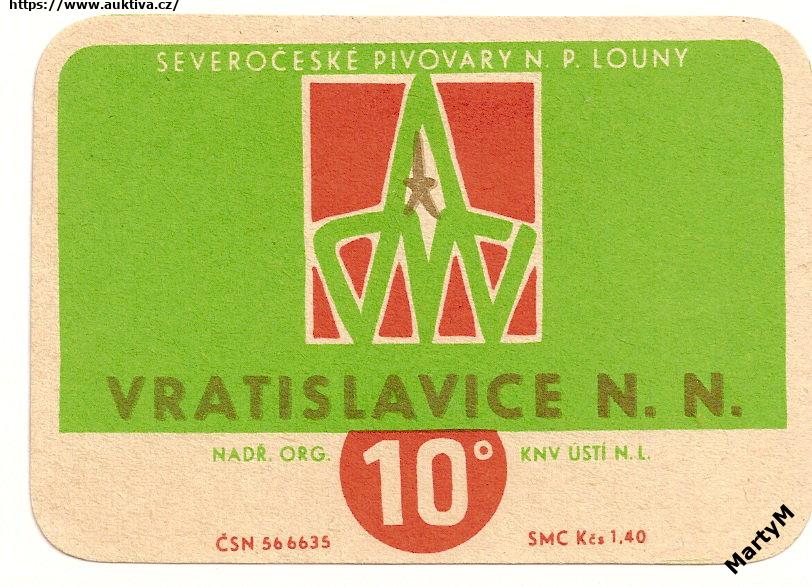 https://www.auktiva.cz/
SEVEROČESKÉ PIVOVARY N. P. LOUNY
VRATISLAVICE N. N.
NADŘ. ORG. 10° KNV ÚSTÍ N. L.
ČSN 56 6635 SMC Kčs 1,40
MartyM